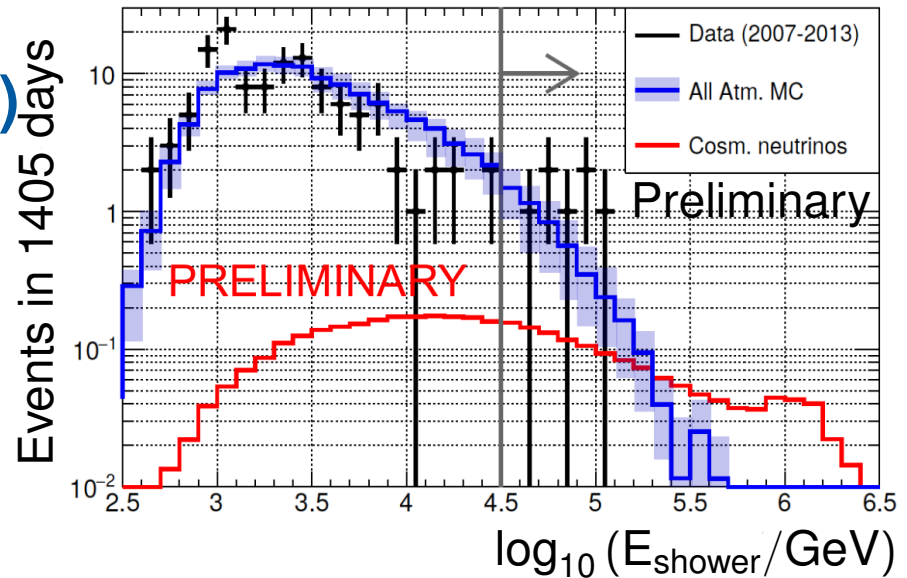 )
Events in 1405 days
10
1
10⁻¹
10⁻²
Data (2007-2013)
All Atm. MC
Cosm. neutrinos
Preliminary
PRELIMINARY
2.5 3 3.5 4 4.5 5 5.5 6 6.5
log₁₀ (E_shower/GeV)